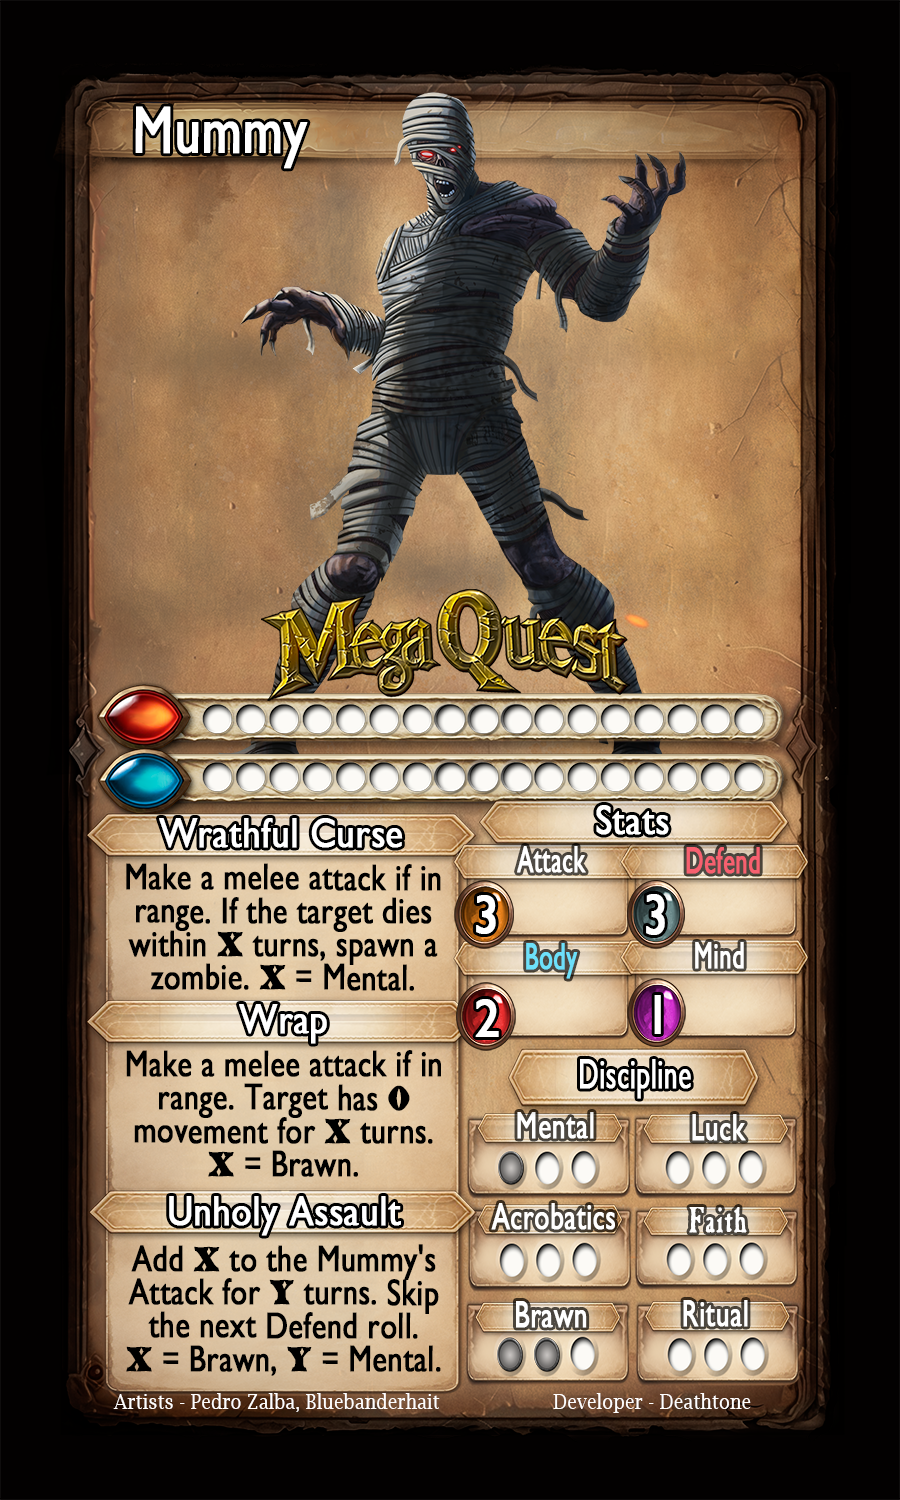 Mummy
Mega Quest
Wrathful Curse
Make a melee attack if in
range. If the target dies
within X turns, spawn a
zombie. X = Mental.
Wrap
Make a melee attack if in
range. Target has 0
movement for X turns.
X = Brawn.
Unholy Assault
Add X to the Mummy's
Attack for Y turns. Skip
the next Defend roll.
X = Brawn, Y = Mental.
Stats
Attack Defend
3 3
Body Mind
2 1
Discipline
Mental Luck
Acrobatics Faith
Brawn Ritual
Artists - Pedro Zalba, Bluebanderhait Developer - Deathtone